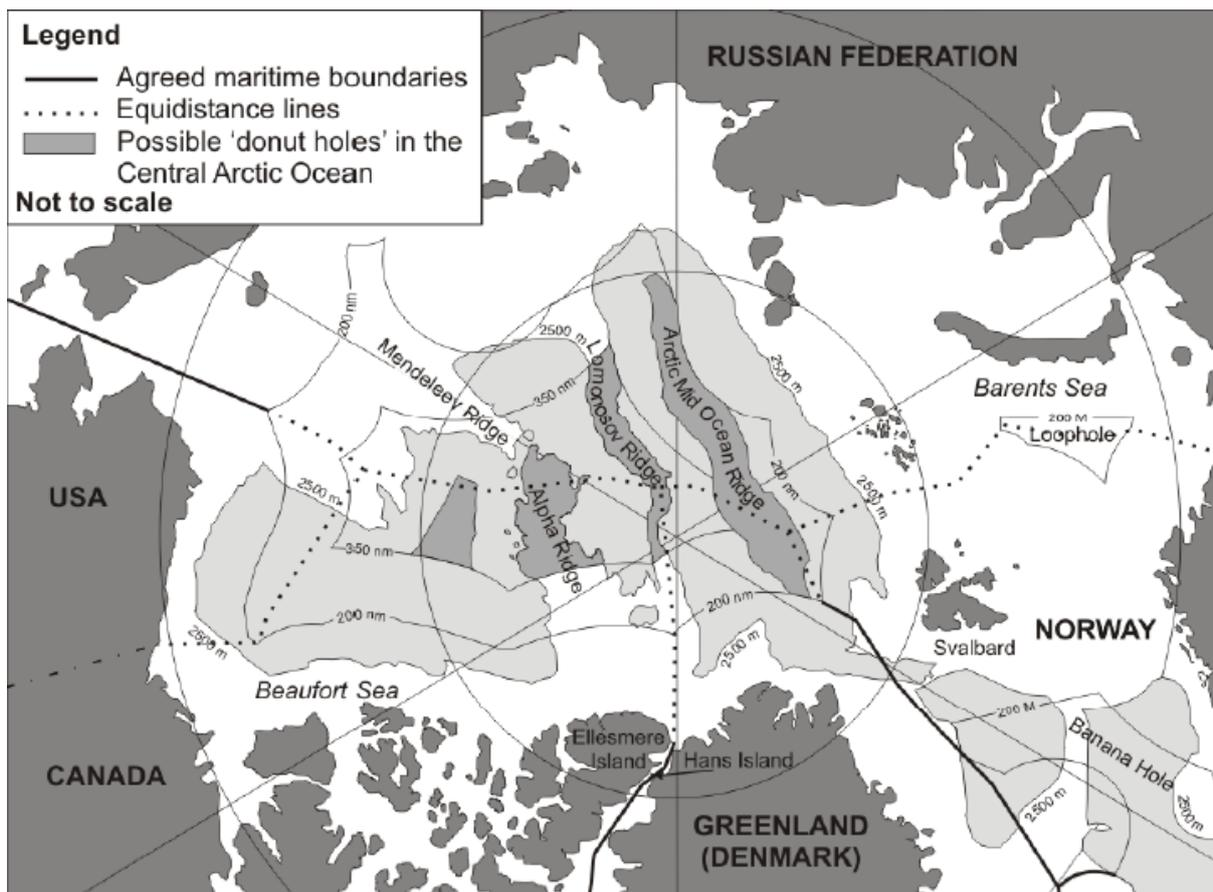 Legend
Agreed maritime boundaries
Equidistance lines
Possible ‘donut holes’ in the
Central Arctic Ocean
Not to scale
RUSSIAN FEDERATION
200 nm
2500 m
Mendeleev Ridge
350 nm
Lomonosov Ridge
Arctic Mid Ocean Ridge
2500 m
Barents Sea
200 M
Loophole
USA
2500 m
200 nm
2500 m
Alpha Ridge
350 nm
200 nm
200 nm
2500 m
2500 m
Svalbard
NORWAY
Beaufort Sea
200 M
Banana Hole
Ellesmere
Island
Hans Island
CANADA
2500 m
2500m
GREENLAND
(DENMARK)